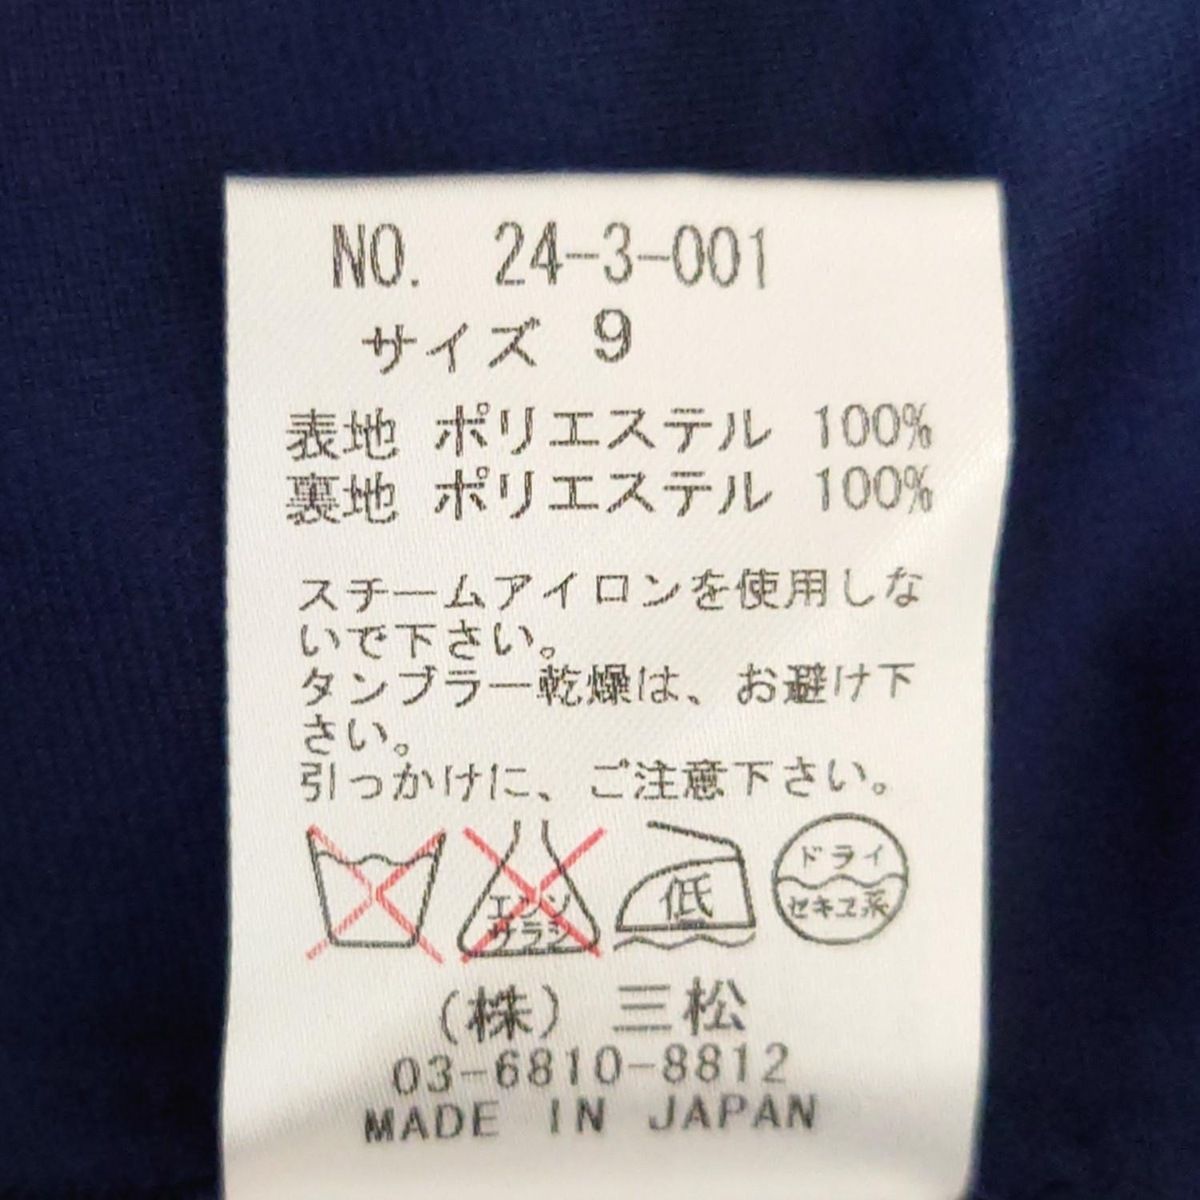 NO. 24-3-001
サイズ 9
表地 ポリエステル 100%
裏地 ポリエステル 100%
スチームアイロンを使用しな
いで下さい。
タンブラー乾燥は、お避け下
さい。
引っかけに、ご注意下さい。
エンソ
サラシ
低
ドライ
セキユ系
(株) 三松
03-6810-8812
MADE IN JAPAN